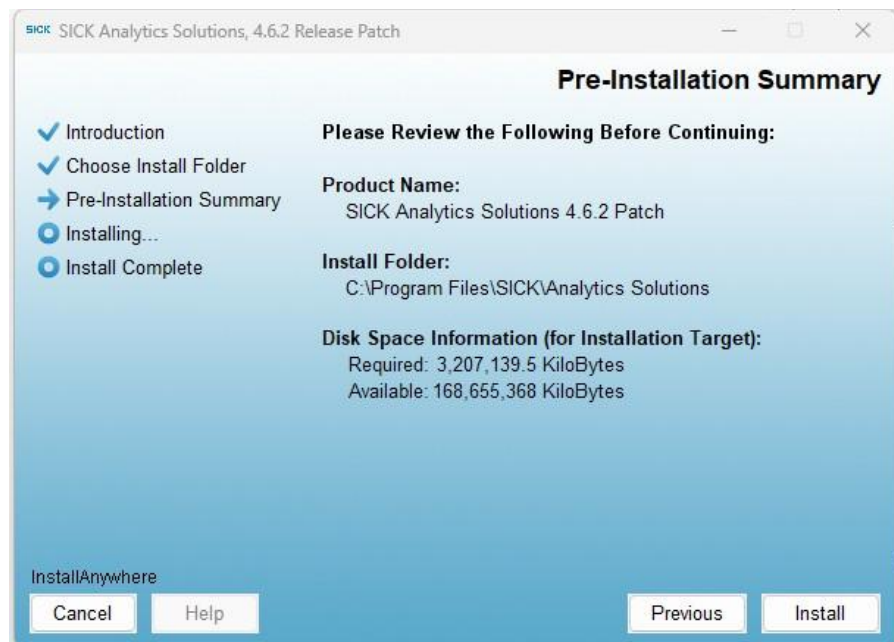 SICK SICK Analytics Solutions, 4.6.2 Release Patch
Pre-Installation Summary
Introduction
Choose Install Folder
Pre-Installation Summary
Installing...
Install Complete
Please Review the Following Before Continuing:
Product Name:
SICK Analytics Solutions 4.6.2 Patch
Install Folder:
C:\Program Files\SICK\Analytics Solutions
Disk Space Information (for Installation Target):
Required: 3,207,139.5 KiloBytes
Available: 168,655,368 KiloBytes
InstallAnywhere
Cancel
Help
Previous
Install